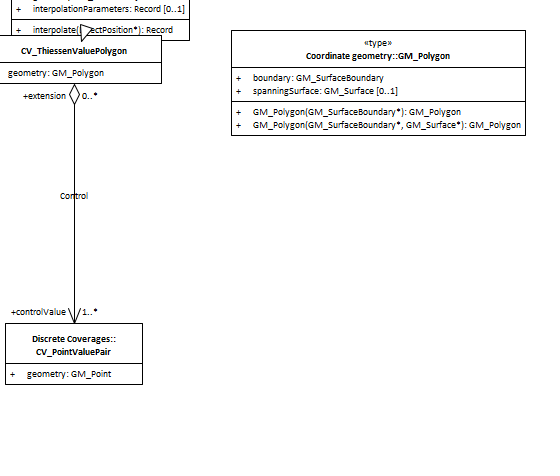 + interpolationParameters: Record [0..1]
+ interpolate( ectPosition*): Record
CV_ThiessenValuePolygon
geometry: GM_Polygon
+extension 0..*
Control
+controlValue 1..*
Discrete Coverages::
CV_PointValuePair
+ geometry: GM_Point
«type»
Coordinate geometry::GM_Polygon
+ boundary: GM_SurfaceBoundary
+ spanningSurface: GM_Surface [0..1]
+ GM_Polygon(GM_SurfaceBoundary*): GM_Polygon
+ GM_Polygon(GM_SurfaceBoundary*, GM_Surface*): GM_Polygon